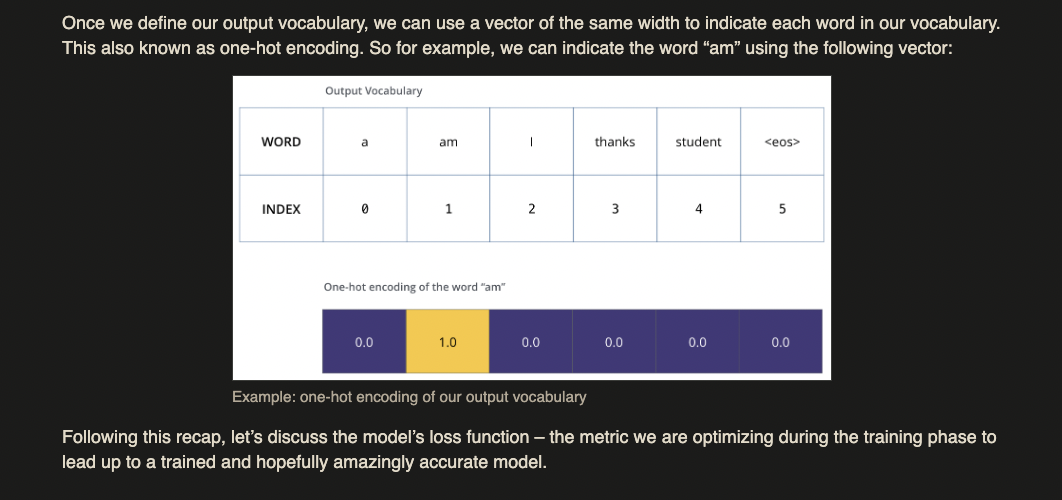 Once we define our output vocabulary, we can use a vector of the same width to indicate each word in our vocabulary.
This also known as one-hot encoding. So for example, we can indicate the word “am” using the following vector:
Output Vocabulary
WORD a am I thanks student <eos>
INDEX 0 1 2 3 4 5
One-hot encoding of the word “am”
0.0 1.0 0.0 0.0 0.0 0.0
Example: one-hot encoding of our output vocabulary
Following this recap, let’s discuss the model’s loss function – the metric we are optimizing during the training phase to
lead up to a trained and hopefully amazingly accurate model.